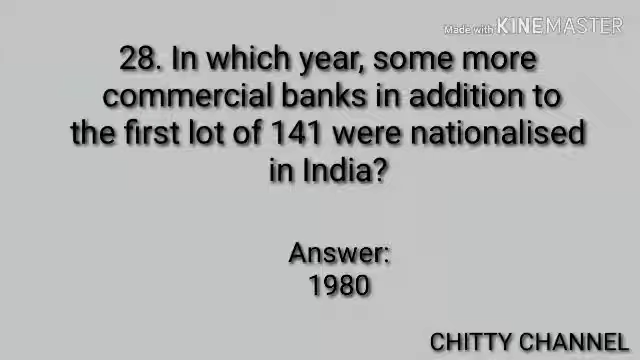 Made with KINEMASTER
28. In which year, some more
commercial banks in addition to
the first lot of 141 were nationalised
in India?
Answer:
1980
CHITTY CHANNEL